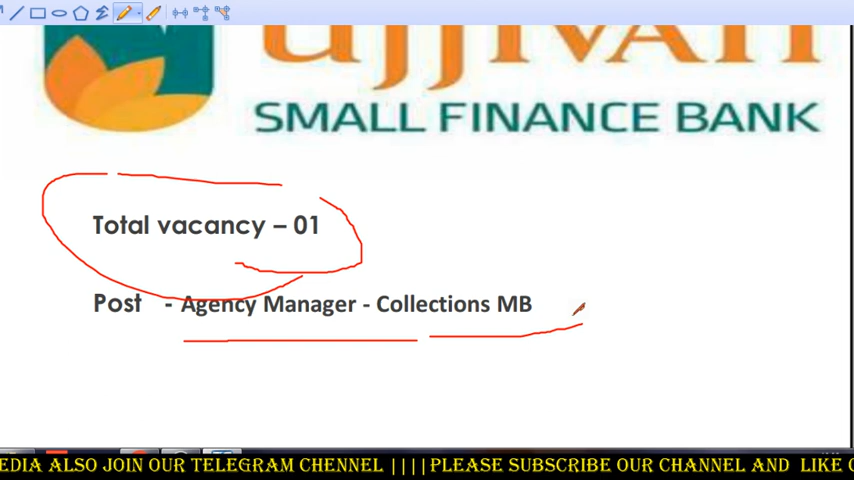 ujjivan
SMALL FINANCE BANK
Total vacancy – 01
Post - Agency Manager - Collections MB
EDIA ALSO JOIN OUR TELEGRAM CHENNEL ||||PLEASE SUBSCRIBE OUR CHANNEL AND LIKE